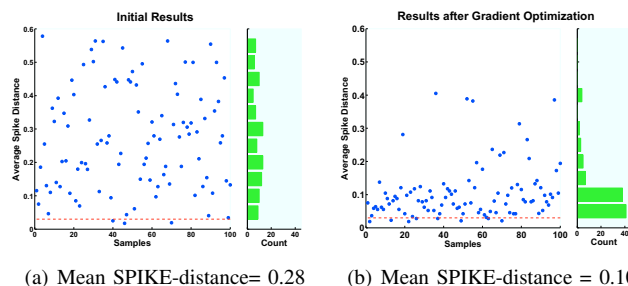 Initial Results
Results after Gradient Optimization
Average Spike Distance
0.6
0.5
0.4
0.3
0.2
0.1
0
0 20 40 60 80 100
Samples
0 20 40
Count
Average Spike Distance
0.6
0.5
0.4
0.3
0.2
0.1
0
0 20 40 60 80 100
Samples
0 20 40
Count
(a) Mean SPIKE-distance= 0.28
(b) Mean SPIKE-distance = 0.10